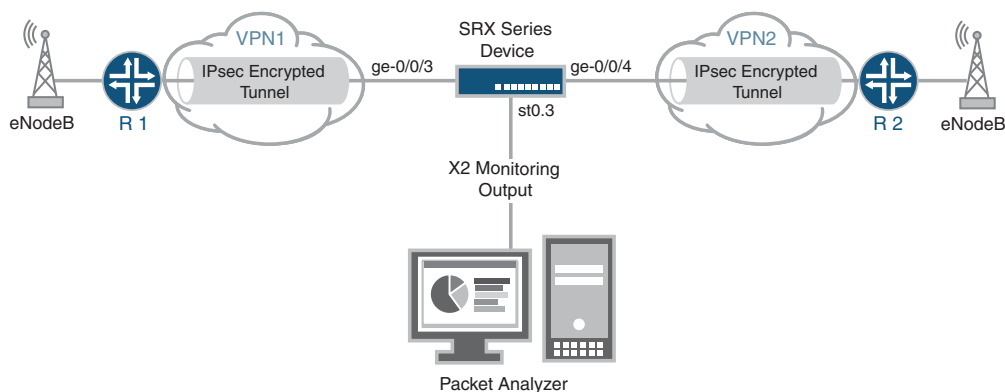 SRX Series
Device
VPN1
VPN2
IPsec Encrypted
Tunnel
ge-0/0/3
ge-0/0/4
IPsec Encrypted
Tunnel
st0.3
eNodeB
R 1
R 2
eNodeB
X2 Monitoring
Output
Packet Analyzer